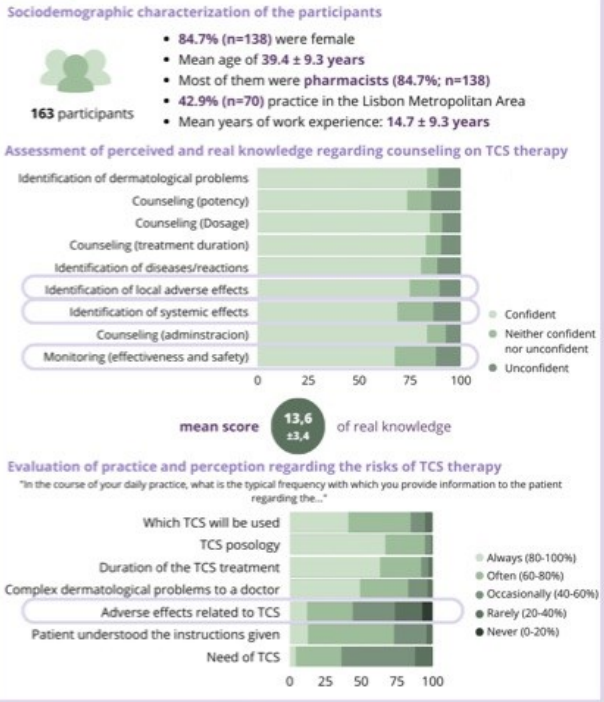 Sociodemographic characterization of the participants
163 participants
• 84.7% (n=138) were female
• Mean age of 39.4 ± 9.3 years
• Most of them were pharmacists (84.7%; n=138)
• 42.9% (n=70) practice in the Lisbon Metropolitan Area
• Mean years of work experience: 14.7 ± 9.3 years
Assessment of perceived and real knowledge regarding counseling on TCS therapy
Identification of dermatological problems
Counseling (potency)
Counseling (Dosage)
Counseling (treatment duration)
Identification of diseases/reactions
Identification of local adverse effects
Identification of systemic effects
Counseling (adminstracion)
Monitoring (effectiveness and safety)
0 25 50 75 100
Confident
Neither confident
nor unconfident
Unconfident
mean score 13,6 of real knowledge
±3,4
Evaluation of practice and perception regarding the risks of TCS therapy
"In the course of your daily practice, what is the typical frequency with which you provide information to the patient
regarding the..."
Which TCS will be used
TCS posology
Duration of the TCS treatment
Complex dermatological problems to a doctor
Adverse effects related to TCS
Patient understood the instructions given
Need of TCS
0 25 50 75 100
Always (80-100%)
Often (60-80%)
Occasionally (40-60%)
Rarely (20-40%)
Never (0-20%)